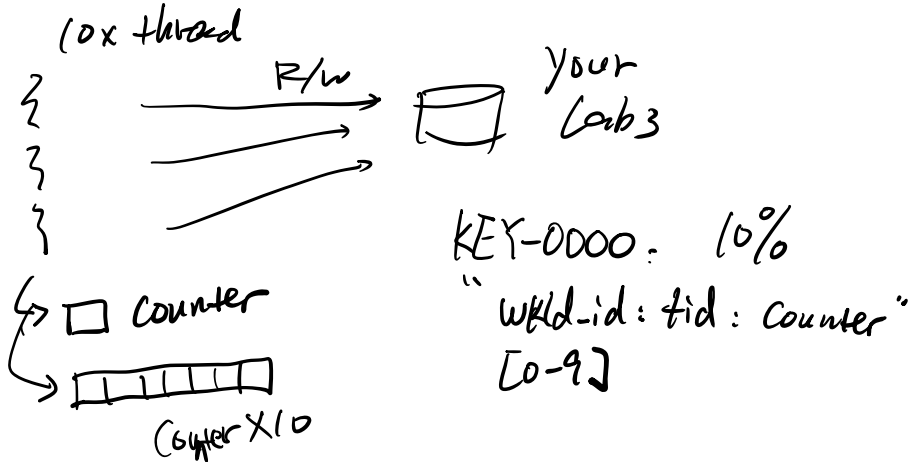 10x thread
R/W
your
Lab3
KEY-0000: 10%
"wkld-id: tid: counter"
[0-9]
counter
Counter X10